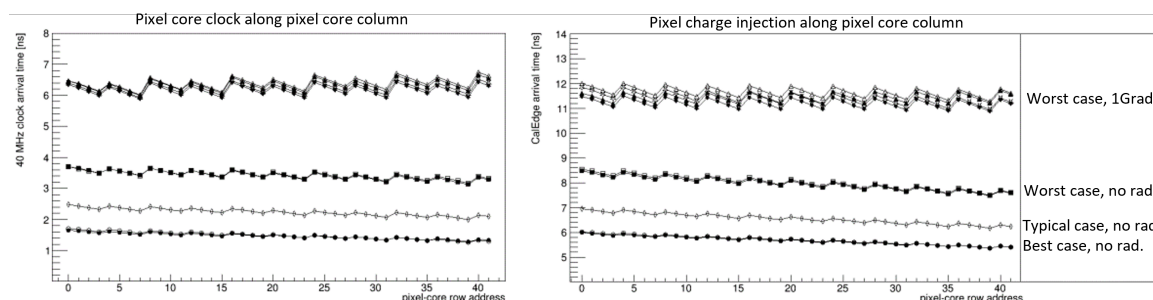 Pixel core clock along pixel core column
40 MHz clock arrival time [ns]
8
7
6
5
4
3
2
1
0 5 10 15 20 25 30 35 40
pixel-core row address
Pixel charge injection along pixel core column
CalEdge arrival time [ns]
14
13
12
11
10
9
8
7
6
5
0 5 10 15 20 25 30 35 40
pixel-core row address
Worst case, 1Grad
Worst case, no rad
Typical case, no rad
Best case, no rad.